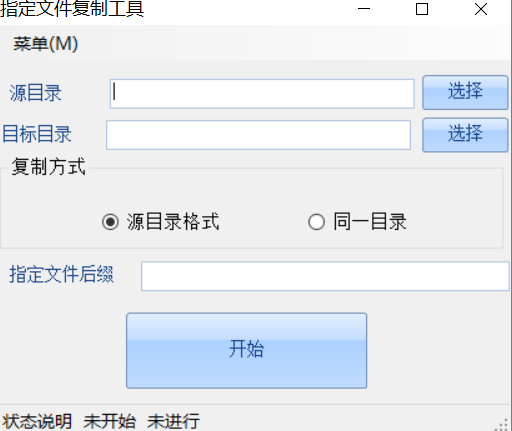 指定文件复制工具
菜单(M)
源目录 选择
目标目录 选择
复制方式
源目录格式 同一目录
指定文件后缀
开始
状态说明 未开始 未进行